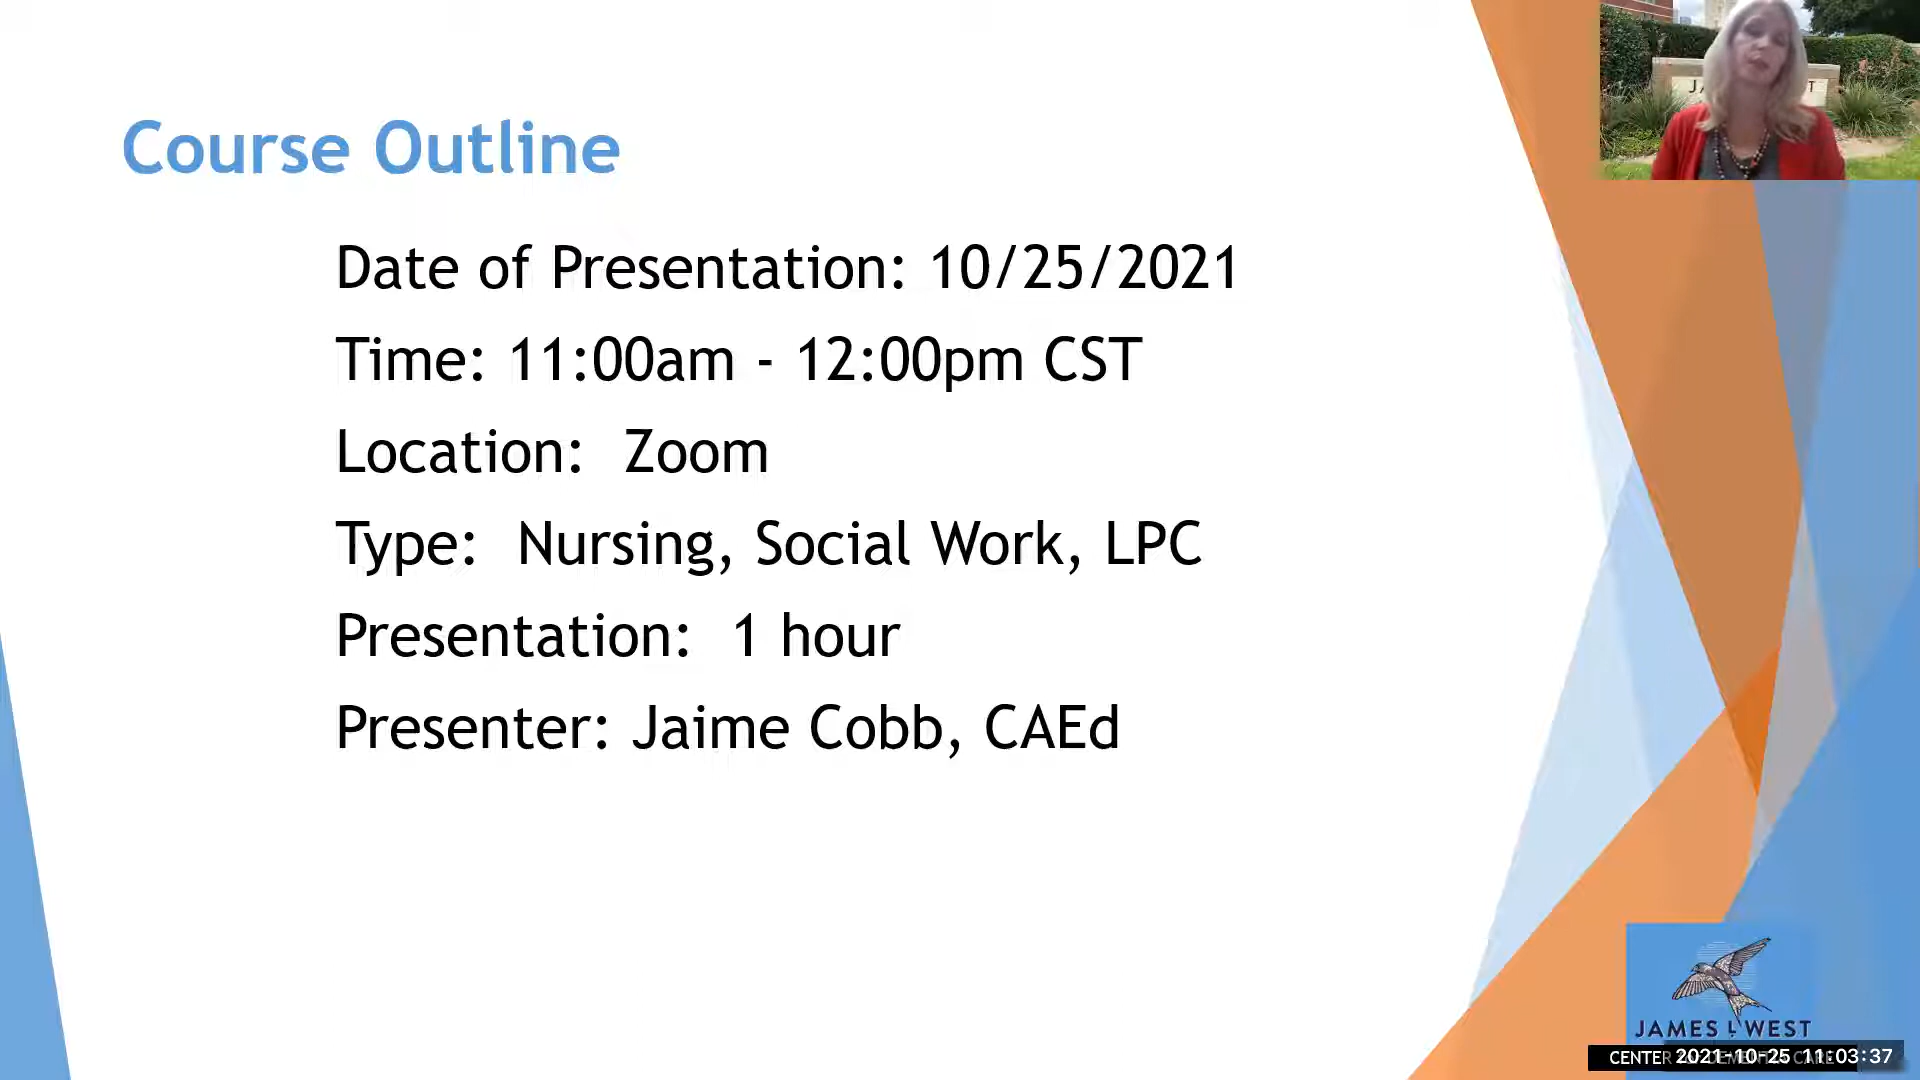 Course Outline
Date of Presentation: 10/25/2021
Time: 11:00am - 12:00pm CST
Location: Zoom
Type: Nursing, Social Work, LPC
Presentation: 1 hour
Presenter: Jaime Cobb, CAEd
JAMES L WEST
CENTER
2021-10-25 11:03:37